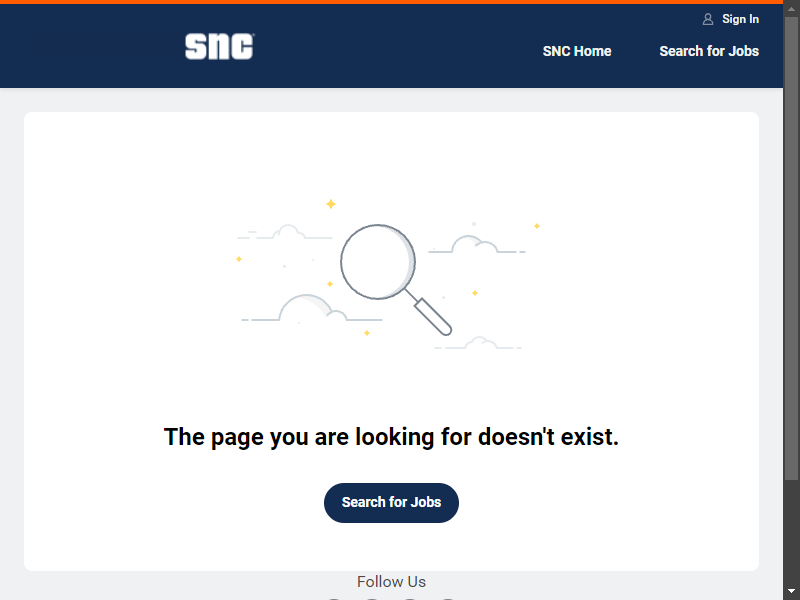 Sign In
snc
SNC Home
Search for Jobs
The page you are looking for doesn't exist.
Search for Jobs
Follow Us